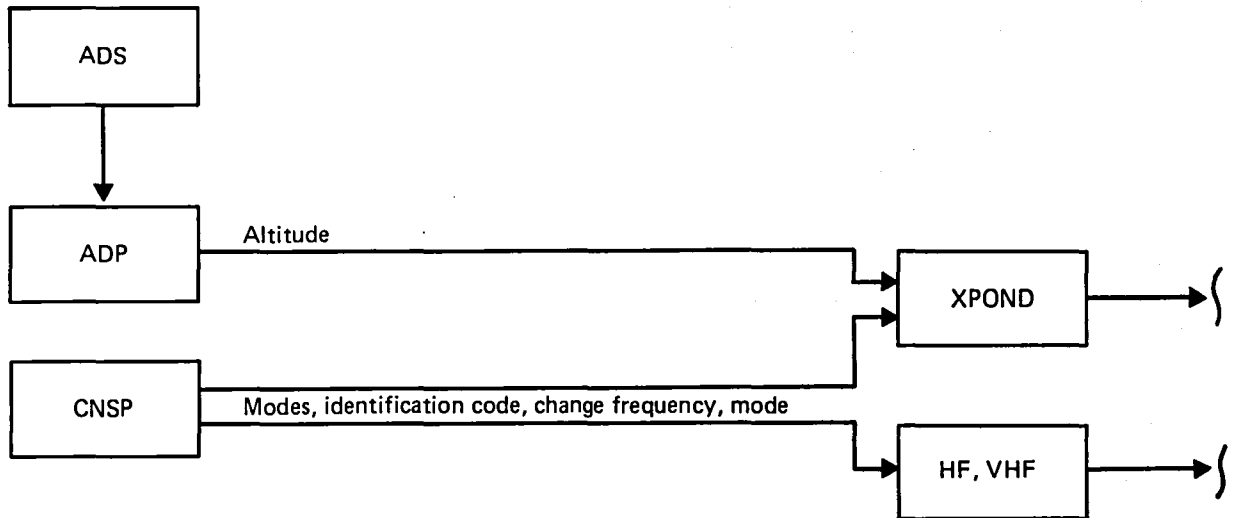 ADS
ADP
Altitude
XPOND
CNSP
Modes, identification code, change frequency, mode
HF, VHF